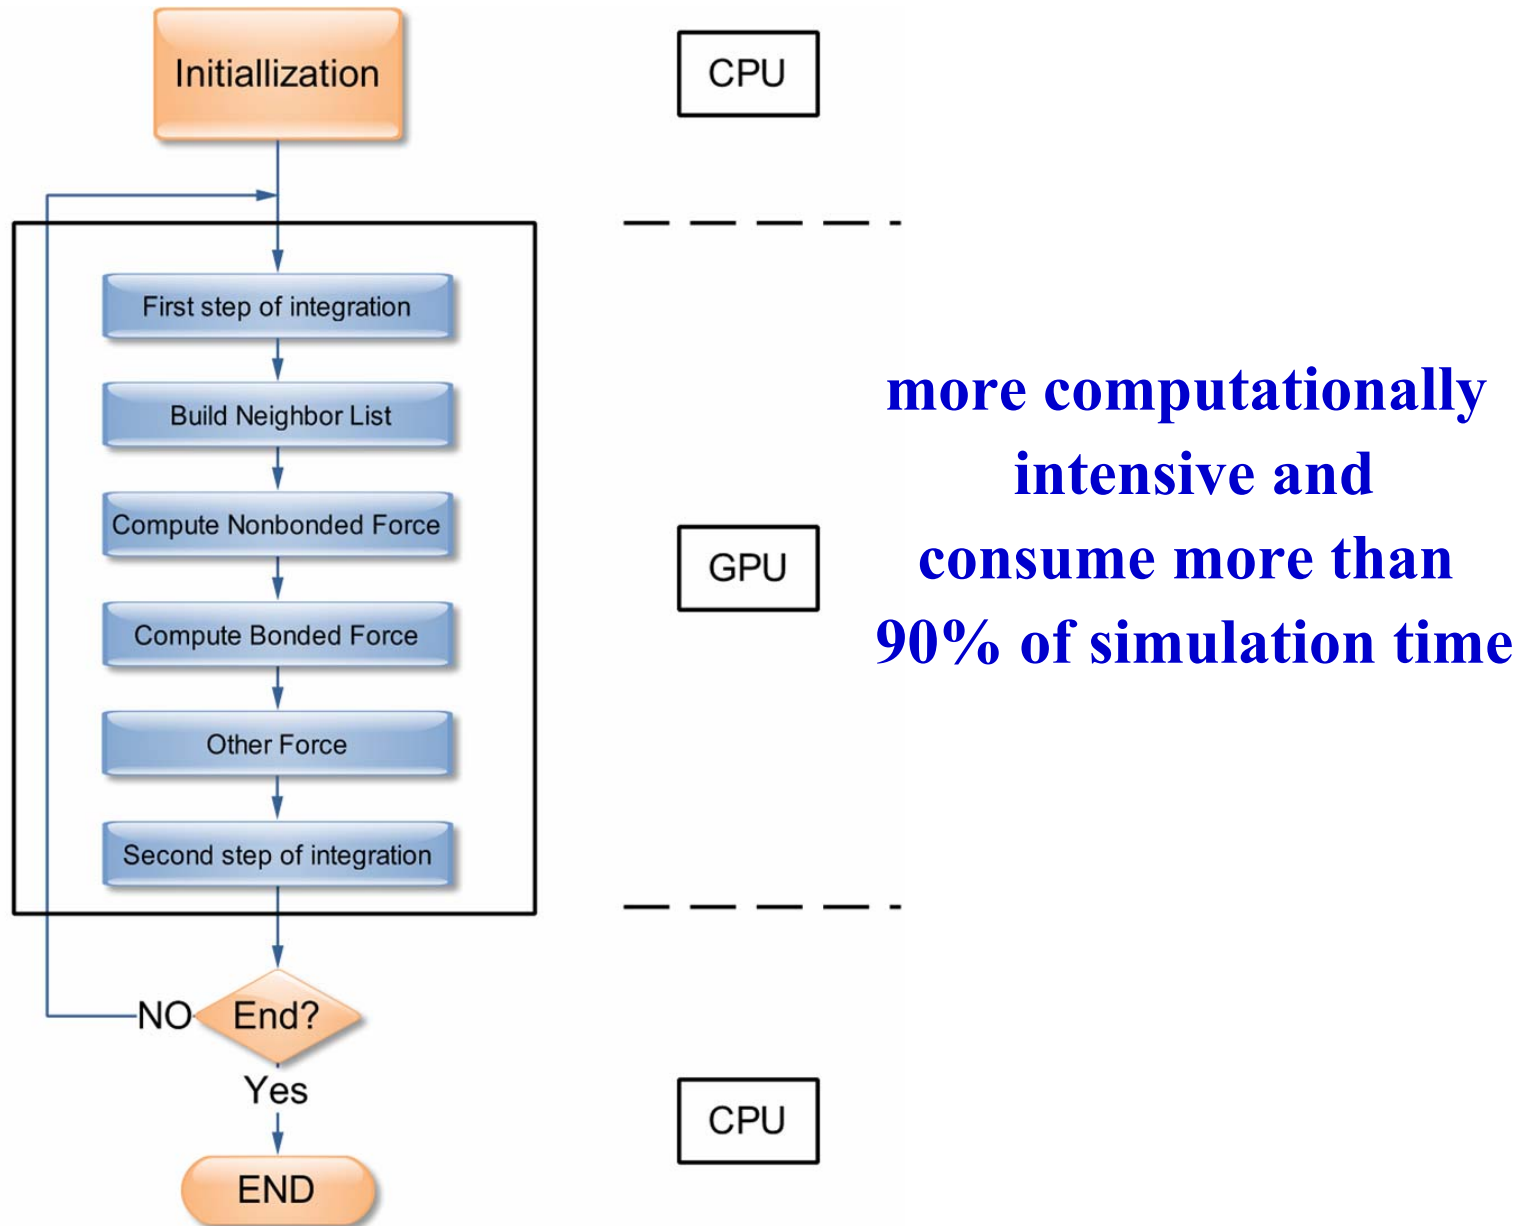 Initiallization
CPU
First step of integration
Build Neighbor List
Compute Nonbonded Force
Compute Bonded Force
Other Force
Second step of integration
GPU
more computationally
intensive and
consume more than
90% of simulation time
NO
End?
Yes
CPU
END